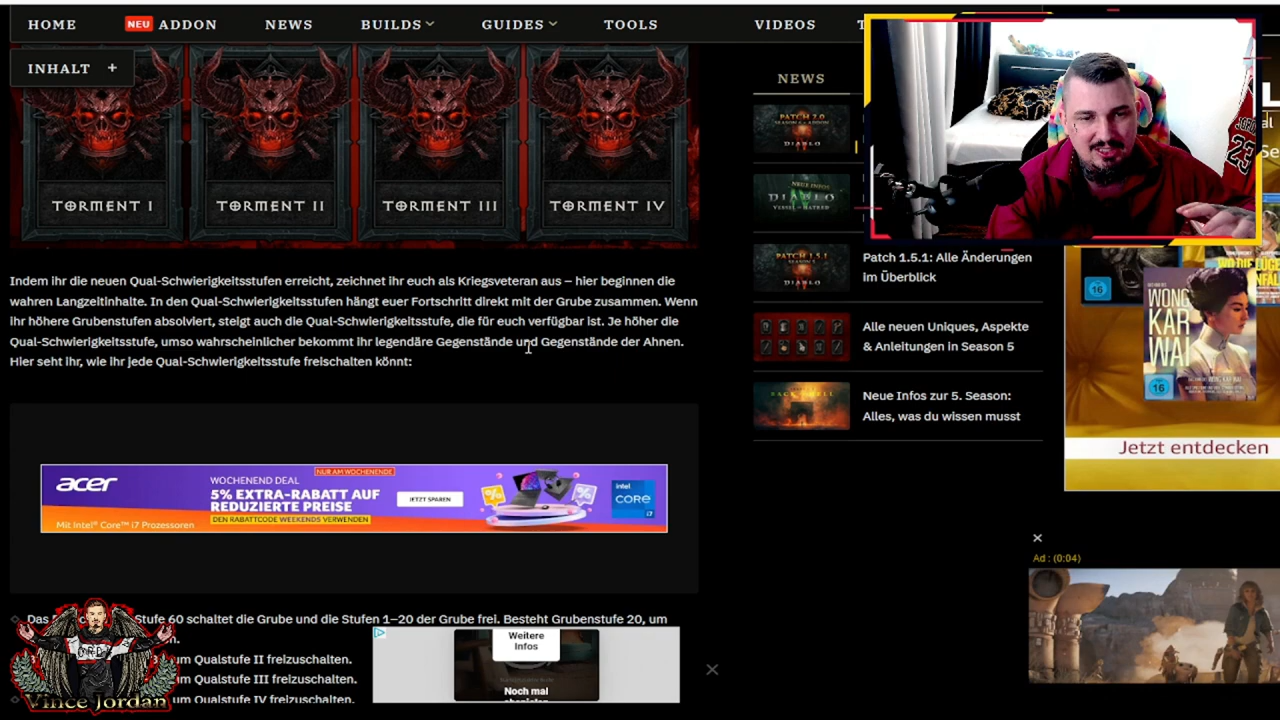 HOME
NEU ADDON
NEWS
BUILDS
GUIDES
TOOLS
VIDEOS
INHALT +
TORMENT I
TORMENT II
TORMENT III
TORMENT IV
Indem ihr die neuen Qual-Schwierigkeitsstufen erreicht, zeichnet ihr euch als Kriegsveteran aus – hier beginnen die
wahren Langzeitinhalte. In den Qual-Schwierigkeitsstufen hängt euer Fortschritt direkt mit der Grube zusammen. Wenn
ihr höhere Grubenstufen absolviert, steigt auch die Qual-Schwierigkeitsstufe, die für euch verfügbar ist. Je höher die
Qual-Schwierigkeitsstufe, umso wahrscheinlicher bekommt ihr legendäre Gegenstände und Gegenstände der Ahnen.
Hier seht ihr, wie ihr jede Qual-Schwierigkeitsstufe freischalten könnt:
acer
Mit Intel® Core™ i7 Prozessoren
NUR AM WOCHENENDE
WOCHENEND DEAL
5% EXTRA-RABATT AUF
REDUZIERTE PREISE
DEN RABATTCODE WEEKENDS VERWENDEN
JETZT SPAREN
intel
CORE
i7
Das
Stufe 60 schaltet die Grube und die Stufen 1–20 der Grube frei. Besteht Grubenstufe 20, um
um Qualstufe II freizuschalten.
um Qualstufe III freizuschalten.
um Qualstufe IV freizuschalten.
Vince Jordan
Weitere
Infos
Noch mal
NEWS
PATCH 2.0
DIABLO
NEUE INFOS
DIABLO
VESSEL OF HATRED
PATCH 1.5.1
DIABLO
Patch 1.5.1: Alle Änderungen
im Überblick
Alle neuen Uniques, Aspekte
& Anleitungen in Season 5
Neue Infos zur 5. Season:
Alles, was du wissen musst
JORDAN
23
16
WONG
KAR
WAI
16
Jetzt entdecken
Ad : (0:04)